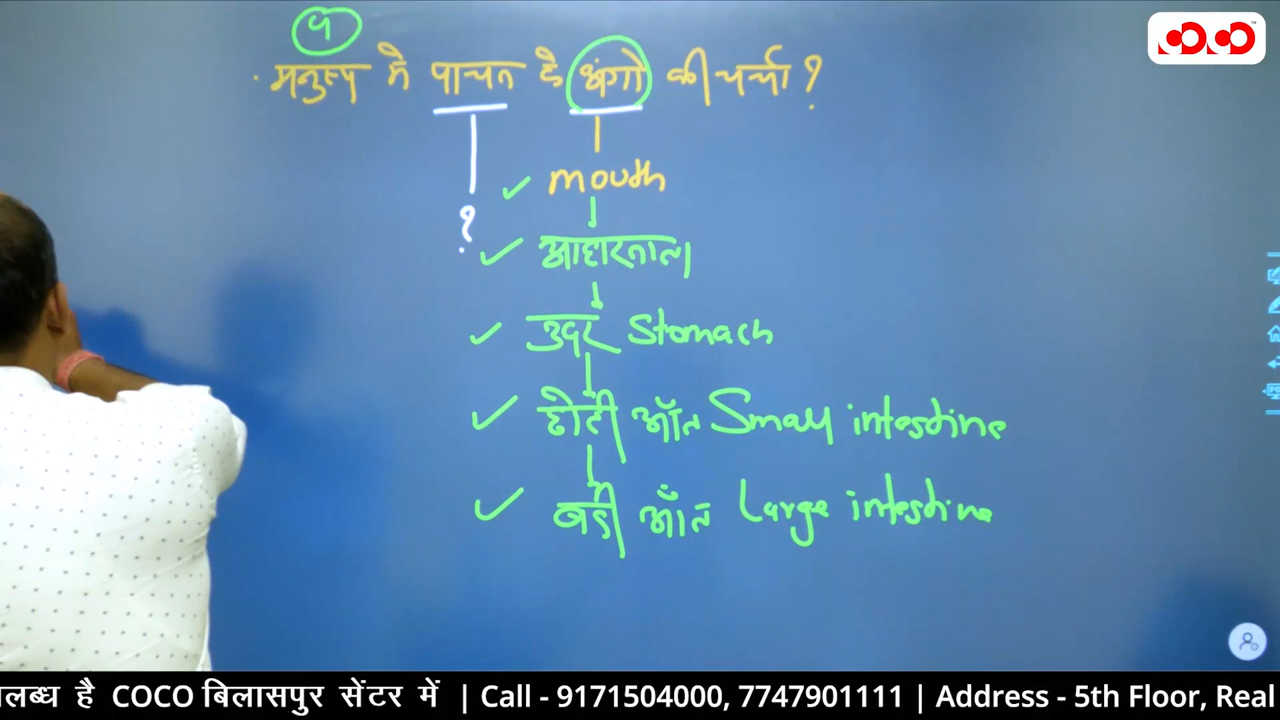 ५
COCO
मनुष्य में पाचन के अंगो की चर्चा ?
?
mouth
आहारनाल
उदर Stomach
छोटी आँत Small intestine
बडी आँत Large intestine
लब्ध है COCO बिलासपुर सेंटर में | Call - 9171504000, 7747901111 | Address - 5th Floor, Real